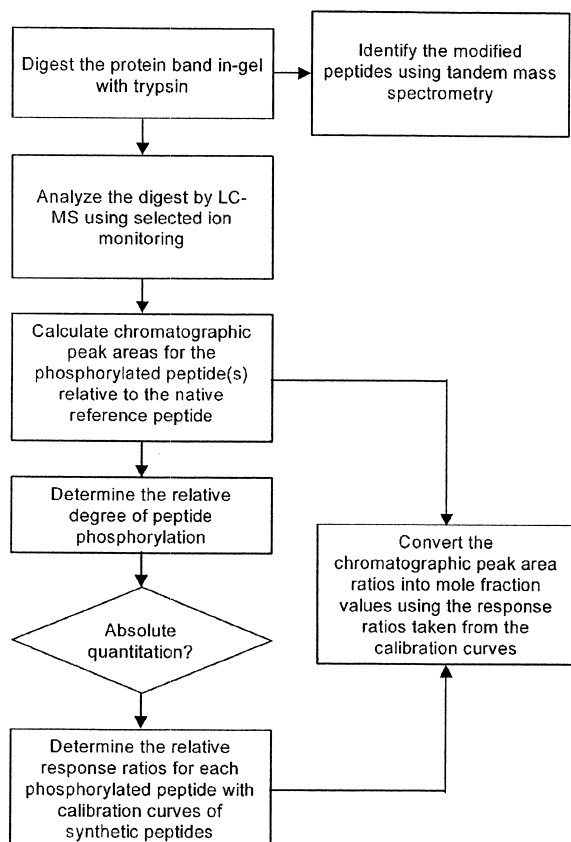 Digest the protein band in-gel
with trypsin
Identify the modified
peptides using tandem mass
spectrometry
Analyze the digest by LC-
MS using selected ion
monitoring
Calculate chromatographic
peak areas for the
phosphorylated peptide(s)
relative to the native
reference peptide
Determine the relative
degree of peptide
phosphorylation
Convert the
chromatographic peak area
ratios into mole fraction
values using the response
ratios taken from the
calibration curves
Absolute
quantitation?
Determine the relative
response ratios for each
phosphorylated peptide with
calibration curves of
synthetic peptides